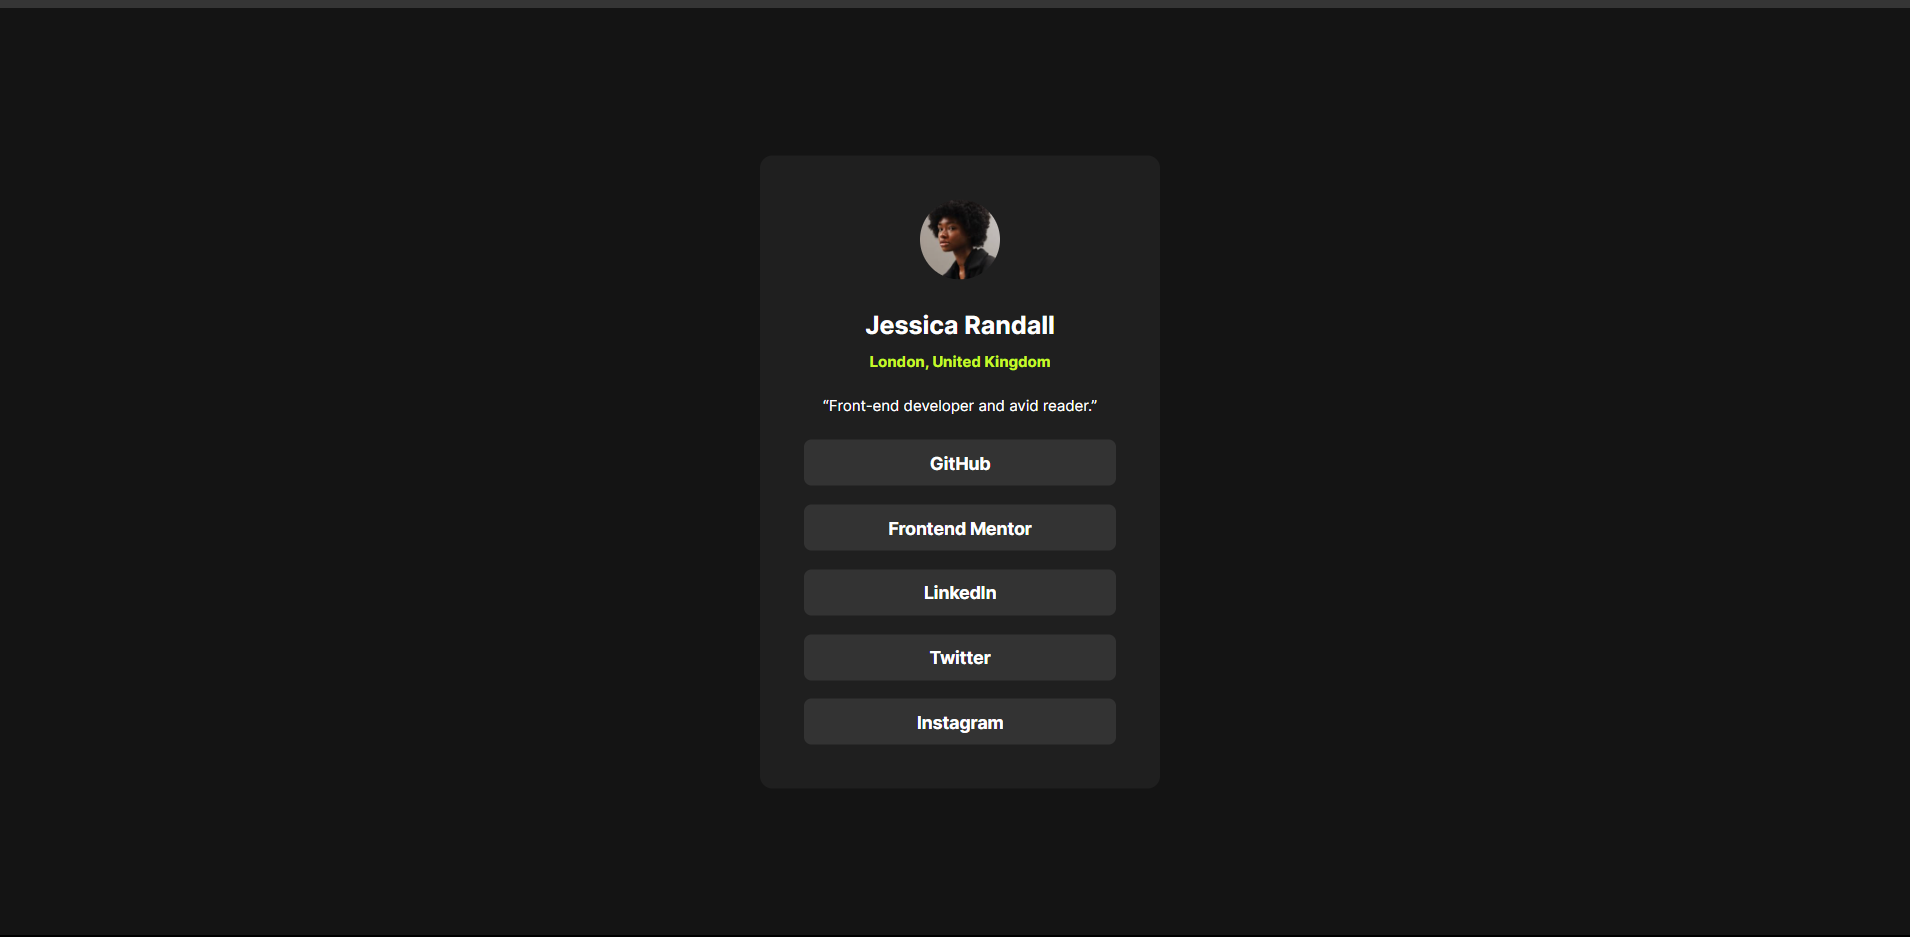 Jessica Randall
London, United Kingdom
“Front-end developer and avid reader.”
GitHub
Frontend Mentor
LinkedIn
Twitter
Instagram